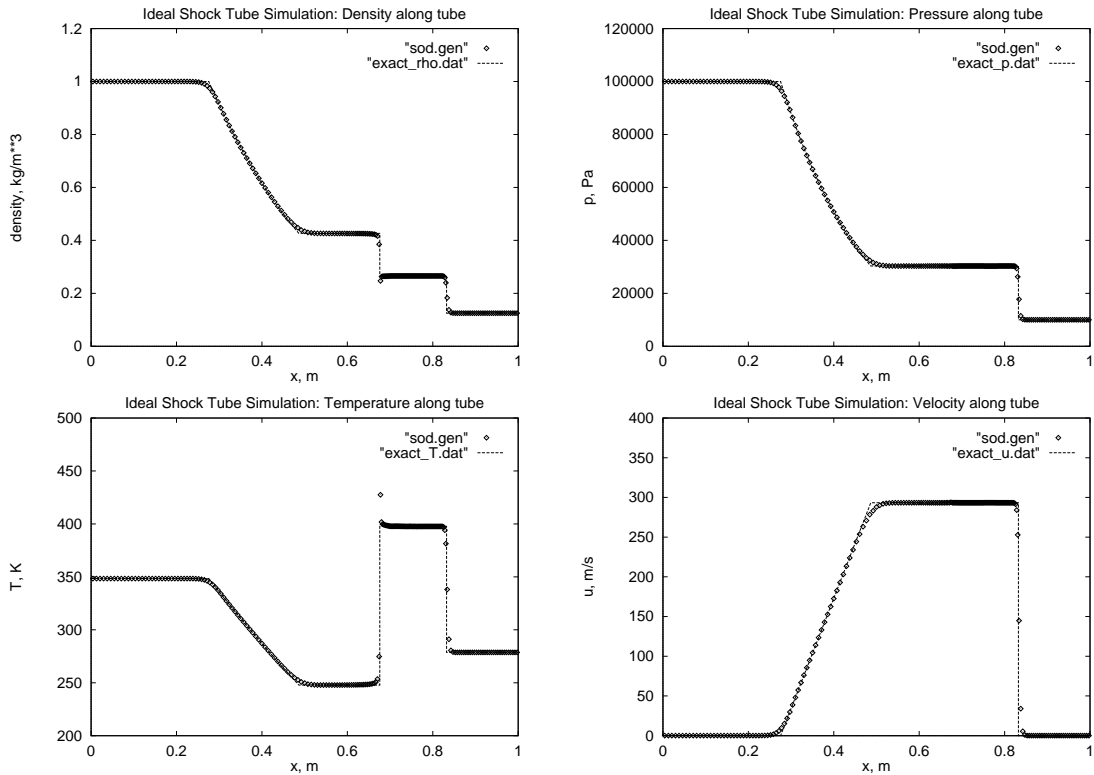 Ideal Shock Tube Simulation: Density along tube
1.2
1
0.8
0.6
0.4
0.2
0
density, kg/m**3
"sod.gen"
"exact_rho.dat"
0 0.2 0.4 0.6 0.8 1
x, m
Ideal Shock Tube Simulation: Pressure along tube
120000
100000
80000
60000
40000
20000
0
p, Pa
"sod.gen"
"exact_p.dat"
0 0.2 0.4 0.6 0.8 1
x, m
Ideal Shock Tube Simulation: Temperature along tube
500
450
400
350
300
250
200
T, K
"sod.gen"
"exact_T.dat"
0 0.2 0.4 0.6 0.8 1
x, m
Ideal Shock Tube Simulation: Velocity along tube
400
350
300
250
200
150
100
50
0
u, m/s
"sod.gen"
"exact_u.dat"
0 0.2 0.4 0.6 0.8 1
x, m